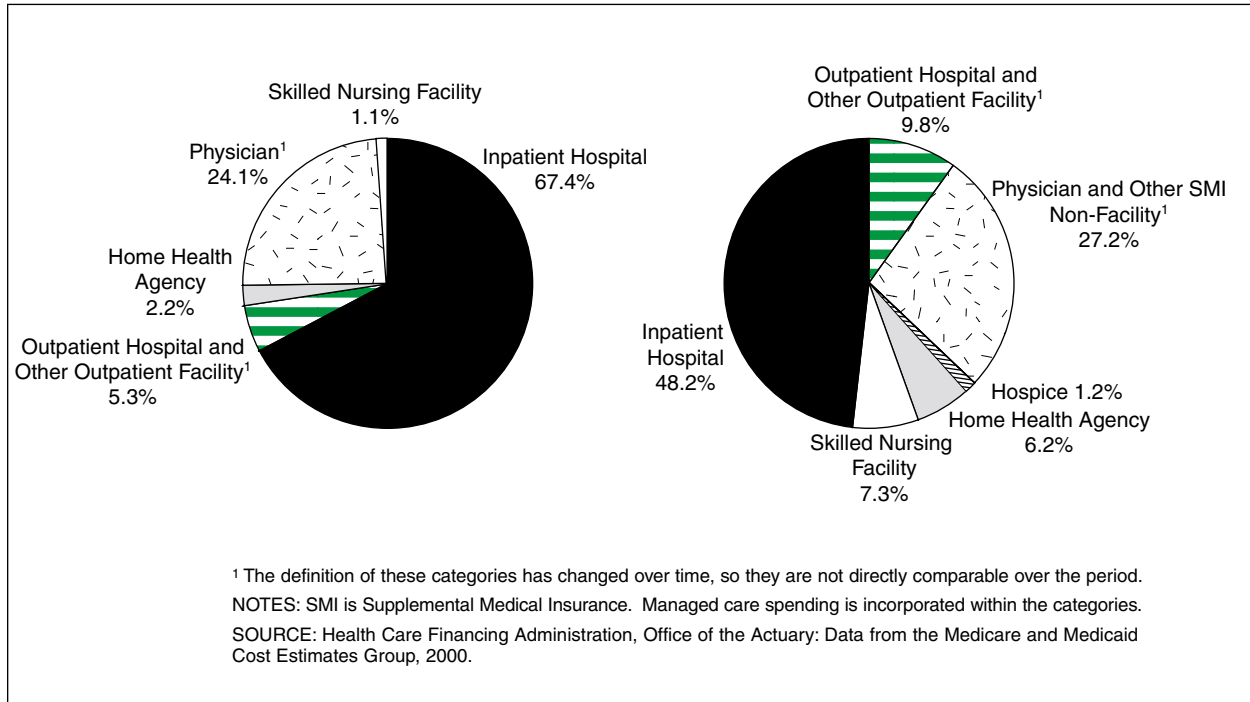 Skilled Nursing Facility
1.1%
Physician¹
24.1%
Inpatient Hospital
67.4%
Home Health
Agency
2.2%
Outpatient Hospital and
Other Outpatient Facility¹
5.3%
Outpatient Hospital and
Other Outpatient Facility¹
9.8%
Physician and Other SMI
Non-Facility¹
27.2%
Inpatient
Hospital
48.2%
Hospice 1.2%
Home Health Agency
6.2%
Skilled Nursing
Facility
7.3%
¹ The definition of these categories has changed over time, so they are not directly comparable over the period.
NOTES: SMI is Supplemental Medical Insurance. Managed care spending is incorporated within the categories.
SOURCE: Health Care Financing Administration, Office of the Actuary: Data from the Medicare and Medicaid
Cost Estimates Group, 2000.